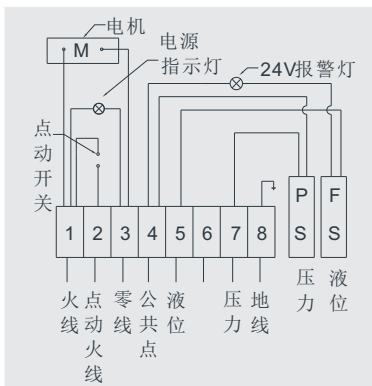 电机
M
电源
指示灯
24V报警灯
点动开关
P S
F S
1 2 3 4 5 6 7 8
压力
液位
火线
点动火线
零线
公共点
液位
压力
地线